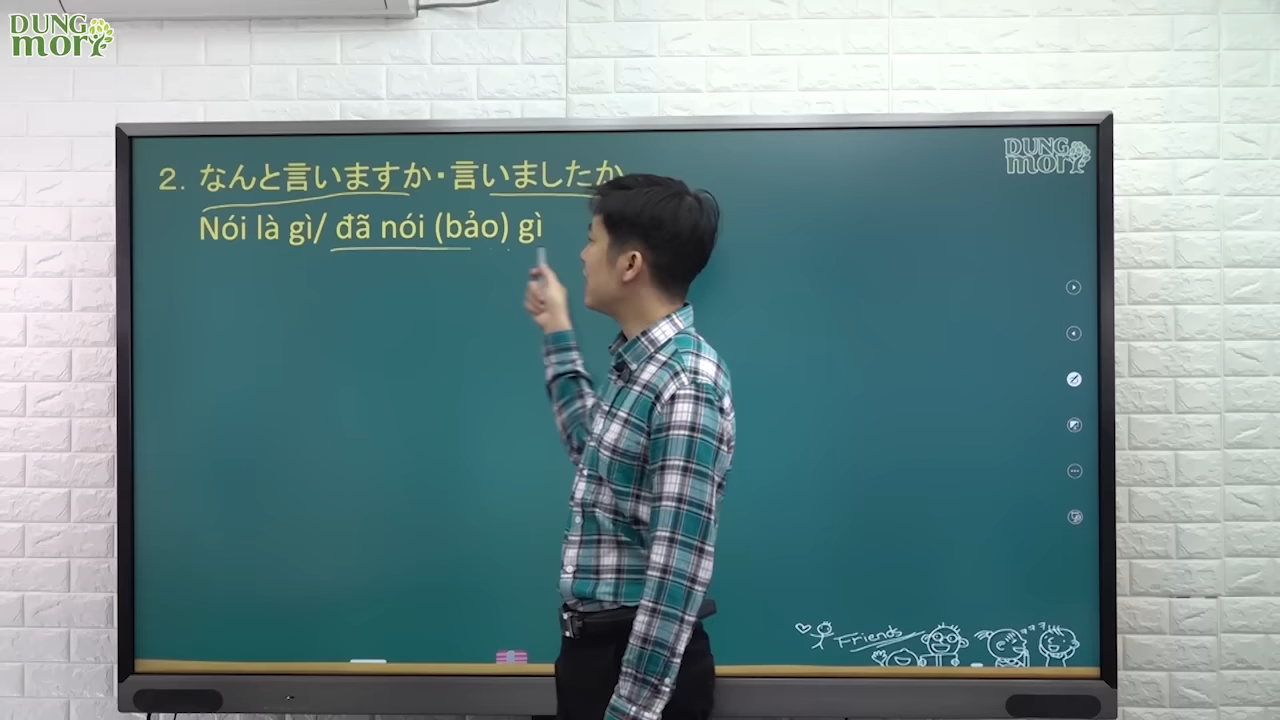 DUNG
mori
DUNG
mori
2. なんと言いますか・言いましたか
Nói là gì/ đã nói (bảo) gì
Friends